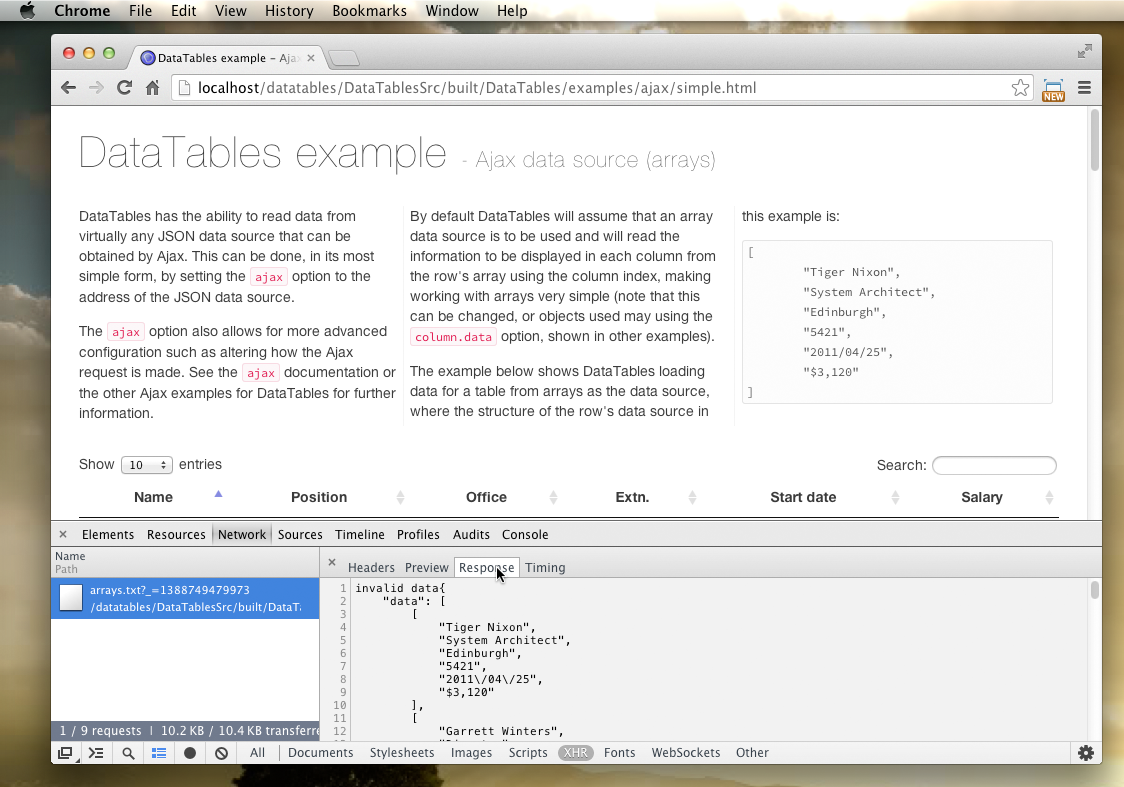 Chrome File Edit View History Bookmarks Window Help
DataTables example – Ajax
localhost/datatables/DataTablesSrc/built/DataTables/examples/ajax/simple.html
NEW
DataTables example - Ajax data source (arrays)
DataTables has the ability to read data from
virtually any JSON data source that can be
obtained by Ajax. This can be done, in its most
simple form, by setting the ajax option to the
address of the JSON data source.
The ajax option also allows for more advanced
configuration such as altering how the Ajax
request is made. See the ajax documentation or
the other Ajax examples for DataTables for further
information.
By default DataTables will assume that an array
data source is to be used and will read the
information to be displayed in each column from
the row's array using the column index, making
working with arrays very simple (note that this
can be changed, or objects used may using the
column.data option, shown in other examples).
The example below shows DataTables loading
data for a table from arrays as the data source,
where the structure of the row's data source in
this example is:
[
"Tiger Nixon",
"System Architect",
"Edinburgh",
"5421",
"2011/04/25",
"$3,120"
]
Show 10 entries
Search:
Name Position Office Extn. Start date Salary
× Elements Resources Network Sources Timeline Profiles Audits Console
Name
Path
arrays.txt?_=1388749479973
/datatables/DataTablesSrc/built/DataT
1 / 9 requests | 10.2 KB / 10.4 KB transferre
× Headers Preview Response Timing
1 invalid data{
2 "data": [
3 [
4 "Tiger Nixon",
5 "System Architect",
6 "Edinburgh",
7 "5421",
8 "2011\/04\/25",
9 "$3,120"
10 ],
11 [
12 "Garrett Winters",
All Documents Stylesheets Images Scripts XHR Fonts WebSockets Other